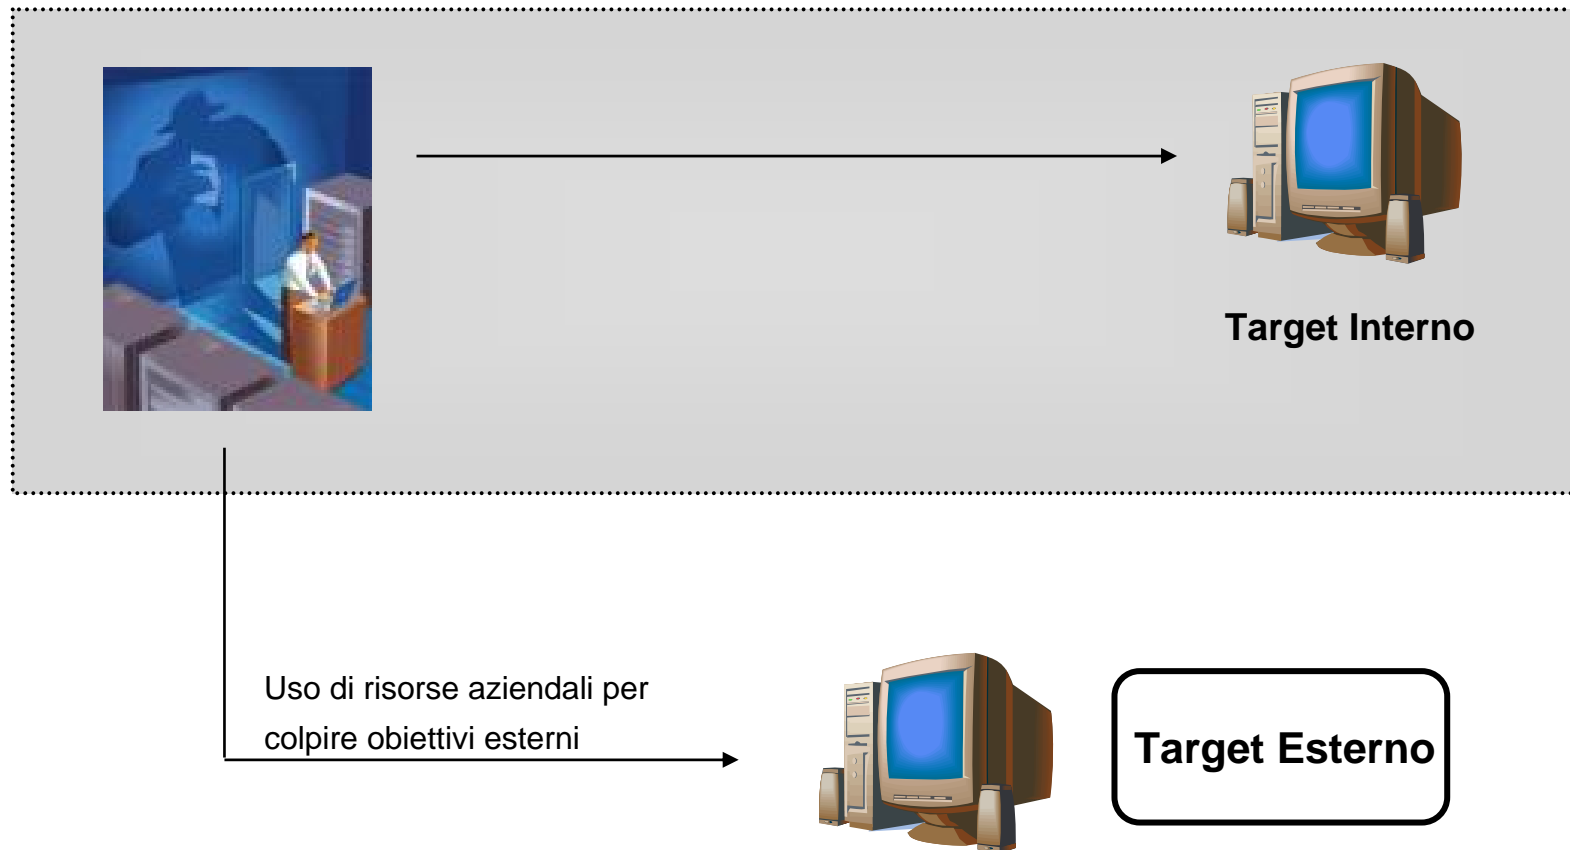 Target Interno
Uso di risorse aziendali per
colpire obiettivi esterni
Target Esterno